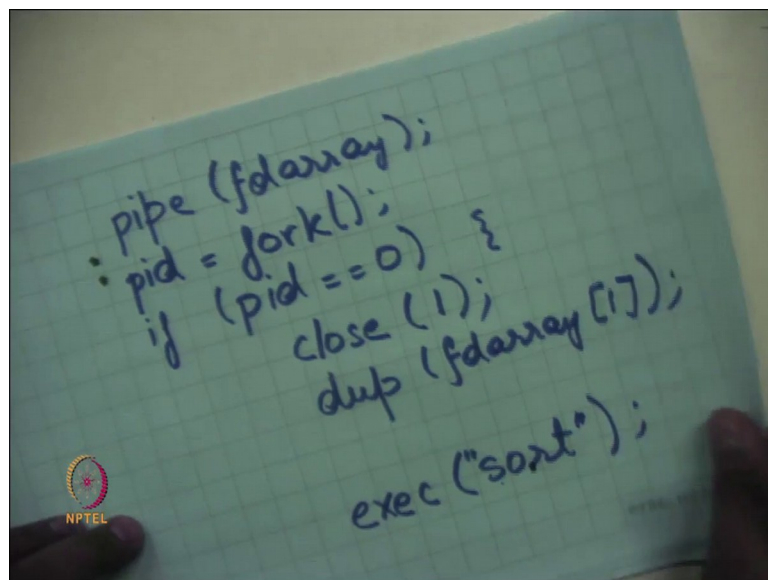 pipe (fdarray);
pid = fork();
if (pid == 0) {
close (1);
dup (fdarray [1]);
exec ("sort");
NPTEL